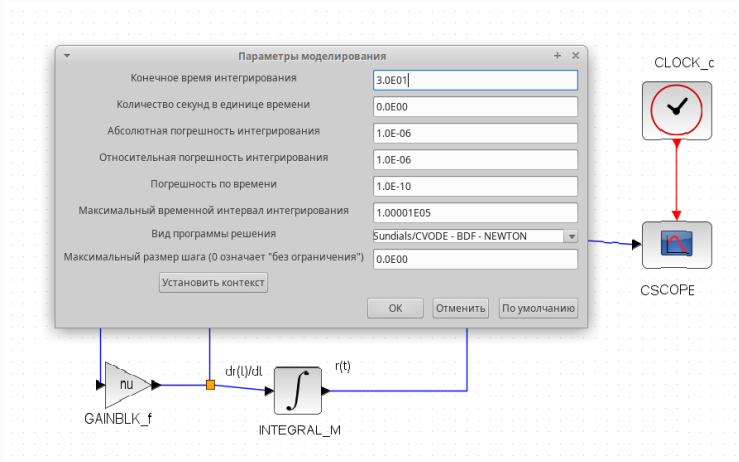 Параметры моделирования
Конечное время интегрирования 3.0E01
Количество секунд в единице времени 0.0E00
Абсолютная погрешность интегрирования 1.0E-06
Относительная погрешность интегрирования 1.0E-06
Погрешность по времени 1.0E-10
Максимальный временной интервал интегрирования 1.00001E05
Вид программы решения Sundials/CVODE - BDF - NEWTON
Максимальный размер шага (0 означает "без ограничения") 0.0E00
Установить контекст
ОК Отменить По умолчанию
CLOCK_c
CSCOPE
nu
GAINBLK_f
dr(l)/dl
r(t)
INTEGRAL_M